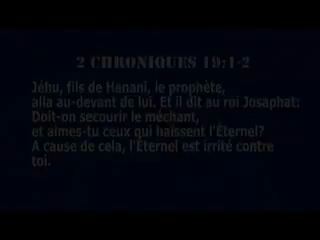 2 CHRONIQUES 19:1-2
Jéhu, fils de Hanani, le prophète,
alla au-devant de lui. Et il dit au roi Josaphat:
Doit-on secourir le méchant,
et aimes-tu ceux qui haissent l'Éternel?
A cause de cela, l'Éternel est irrité contre
toi.